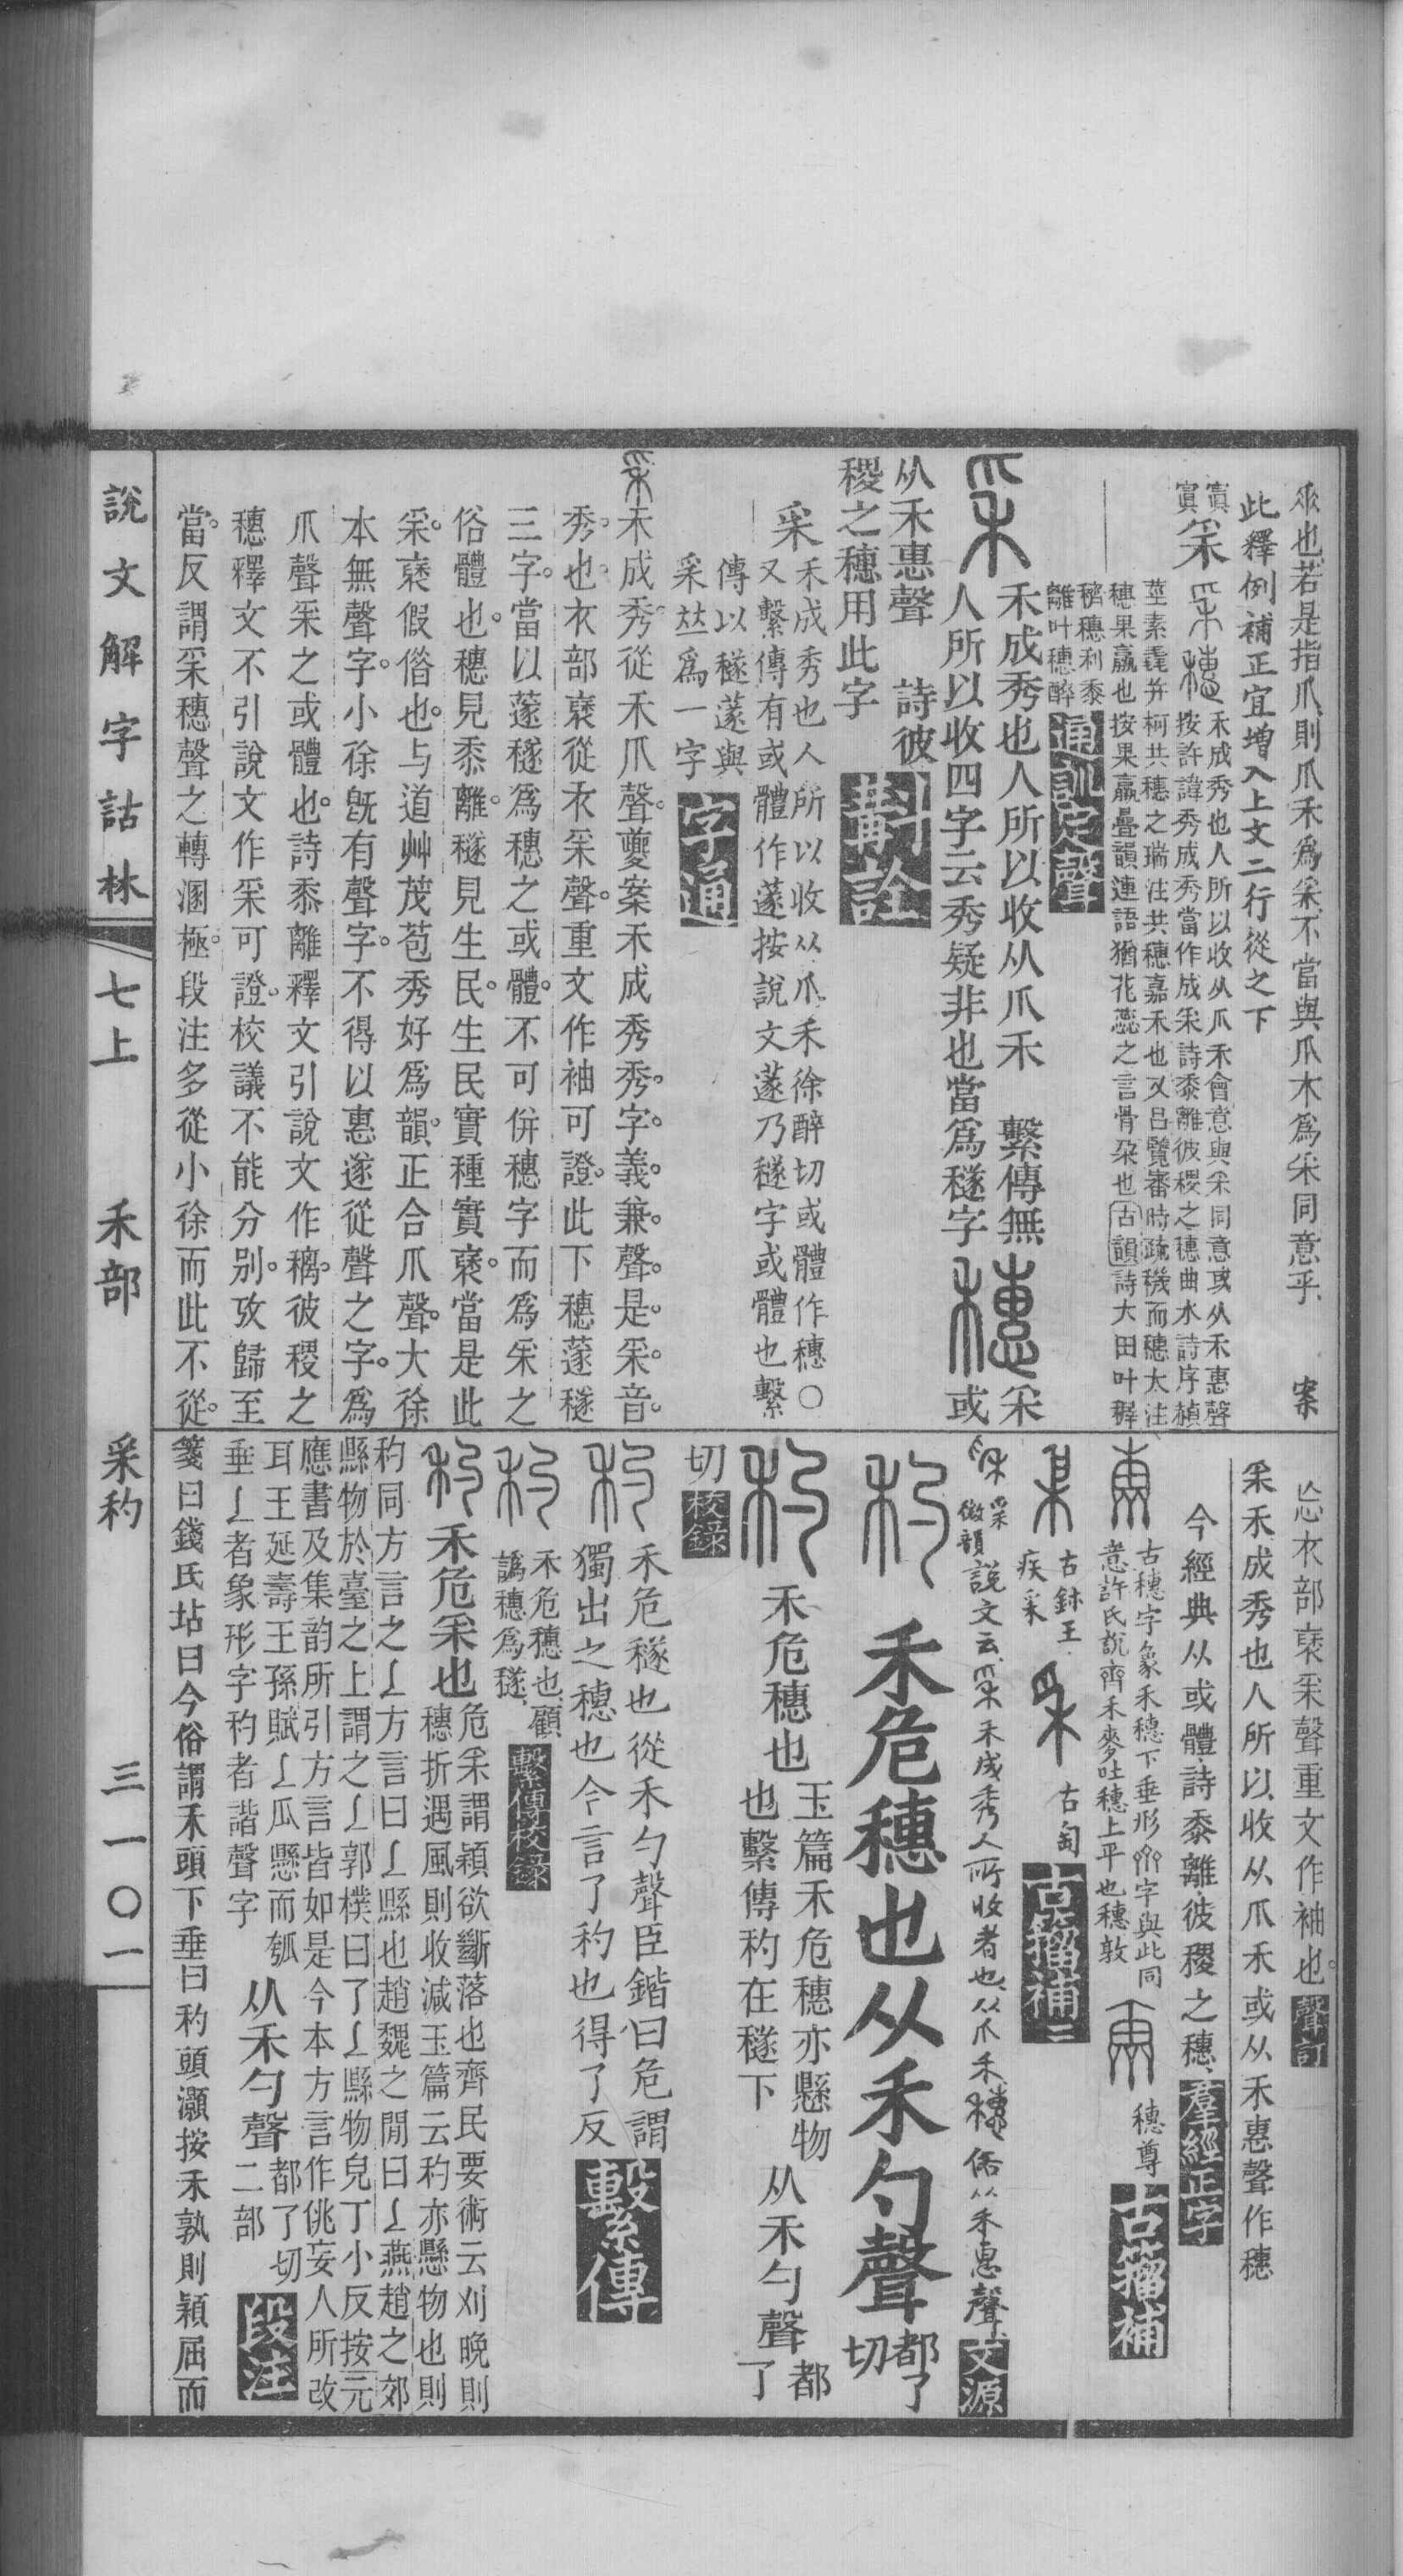 釆也若是指爪則爪禾爲采不當與爪木爲采同意乎　案
此釋例補正宜增入上文二行從之下
采　穗　禾成秀也人所以收从爪禾會意與采同意或从禾惠聲
按許諱秀成秀當作成采詩黍離彼稷之穗曲水詩序禎
莖素毳幷柯共穗之瑞注共穗嘉禾也又呂覽審時疏穖而穗大注
穗果蠃也按果蠃疊韻連語猶花蕊之言骨朶也古韻詩大田叶穉
穧穗利黍
離叶穗醉
通訓定聲
采　禾成秀也人所以收从爪禾　繫傳無
人所以收四字云秀疑非也當爲穟字
穗　采或
从禾惠聲　詩彼
稷之穗用此字
斠詮
采　禾成秀也人所以收从爪禾徐醉切或體作穗〇
又繫傳有或體作䔹按說文䔹乃穟字或體也繫
傳以穟䔹與
采𠀤爲一字
字通
采　禾成秀從禾爪聲夔案禾成秀秀字義兼聲是采音
秀也衣部褎從衣采聲重文作袖可證此下穗䔹穟
三字當以䔹穟爲穗之或體不可併穗字而爲采之
俗體也穗見黍離穟見生民生民實種實褎當是此
采褎假借也与道艸茂苞秀好爲韻正合爪聲大徐
本無聲字小徐旣有聲字不得以惠遂從聲之字爲
爪聲采之或體也詩黍離釋文引說文作穊彼稷之
穗釋文不引說文作采可證校議不能分別攷歸至
當反謂采穗聲之轉溷極段注多從小徐而此不從
忘衣部褎采聲重文作袖也
聲訂
采禾成秀也人所以收从爪禾或从禾惠聲作穗
今經典从或體詩黍離彼稷之穗
羣經正字
古穗字象禾穗下垂形字與此同
意許氏說齊禾麥吐穗上平也穗敦
穗尊
古籀補
古鉢王
疾采
古匋
古籀補二
采　采
徽韻
說文云采禾成秀人所收者也从爪禾穗俗从禾惠聲
文源
秒　禾危穗也从禾勺聲都了切
禾危穗也
玉篇禾危穗亦懸物
也繫傳秒在穟下
从禾勺聲都了
切
校錄
禾危穟也從禾勺聲臣鍇曰危謂
獨出之穗也今言了秒也得了反
繫傳
禾危穗也顧
譌穗爲穟
繫傳校錄
禾危采也
危采謂穎欲斷落也齊民要術云刈晚則
穗折遇風則收減玉篇云秒亦懸物也則
秒同方言之𠄌方言曰𠄌縣也趙魏之閒曰𠄌燕趙之郊
縣物於臺之上謂之𠄌郭樸曰了𠄌縣物皃丁小反按元
應書及集韵所引方言皆如是今本方言作佻妄人所改
耳王延壽王孫賦𠄌瓜懸而瓠
垂𠄌者象形字秒者諧聲字
从禾勺聲
都了切
二部
段注
箋曰錢氏坫曰今俗謂禾頭下垂曰秒頭灝按禾孰則穎屈而
說文解字詁林
七上
禾部
采秒
三一〇一